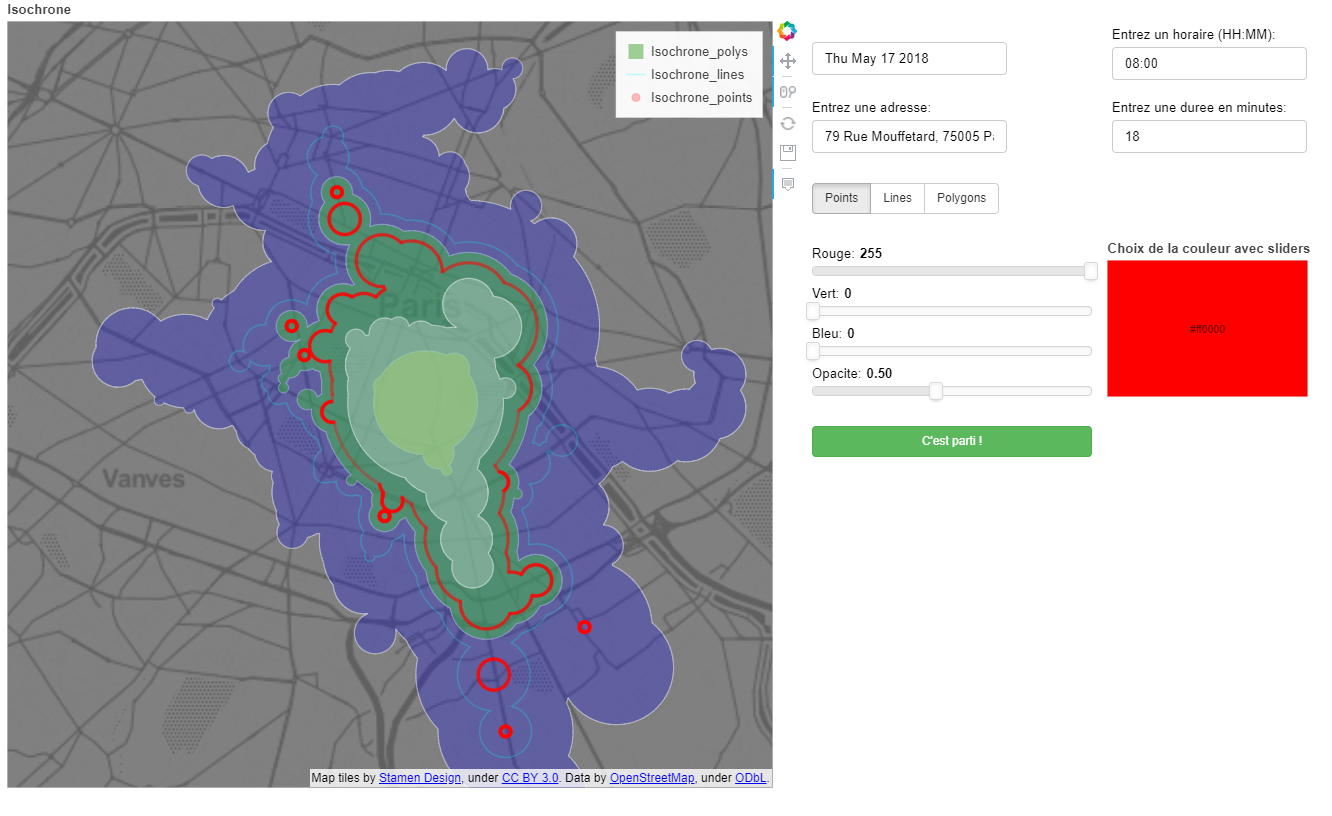 Isochrone
Isochrone_polys
Isochrone_lines
Isochrone_points
Paris
Vanves
Map tiles by Stamen Design, under CC BY 3.0. Data by OpenStreetMap, under ODbL.
Thu May 17 2018
Entrez un horaire (HH:MM):
08:00
Entrez une adresse:
79 Rue Mouffetard, 75005 P
Entrez une duree en minutes:
18
Points Lines Polygons
Rouge: 255
Vert: 0
Bleu: 0
Opacite: 0.50
Choix de la couleur avec sliders
#ff0000
C'est parti !